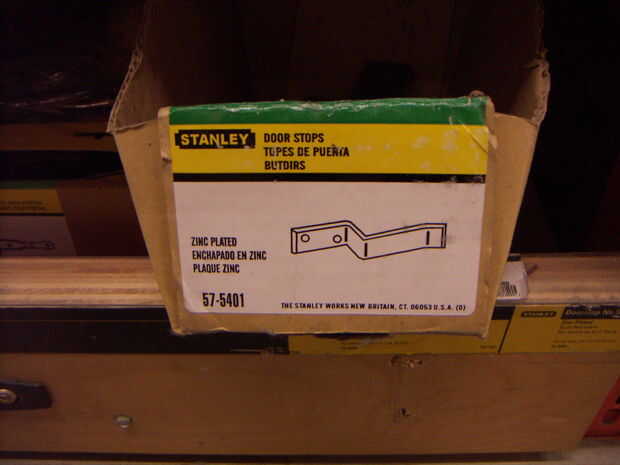 STANLEY
DOOR STOPS
TOPES DE PUERTA
BUTOIRS
ZINC PLATED
ENCHAPADO EN ZINC
PLAQUE ZINC
57-5401
THE STANLEY WORKS NEW BRITAIN, CT. 06053 U.S.A. (D)
STANLEY